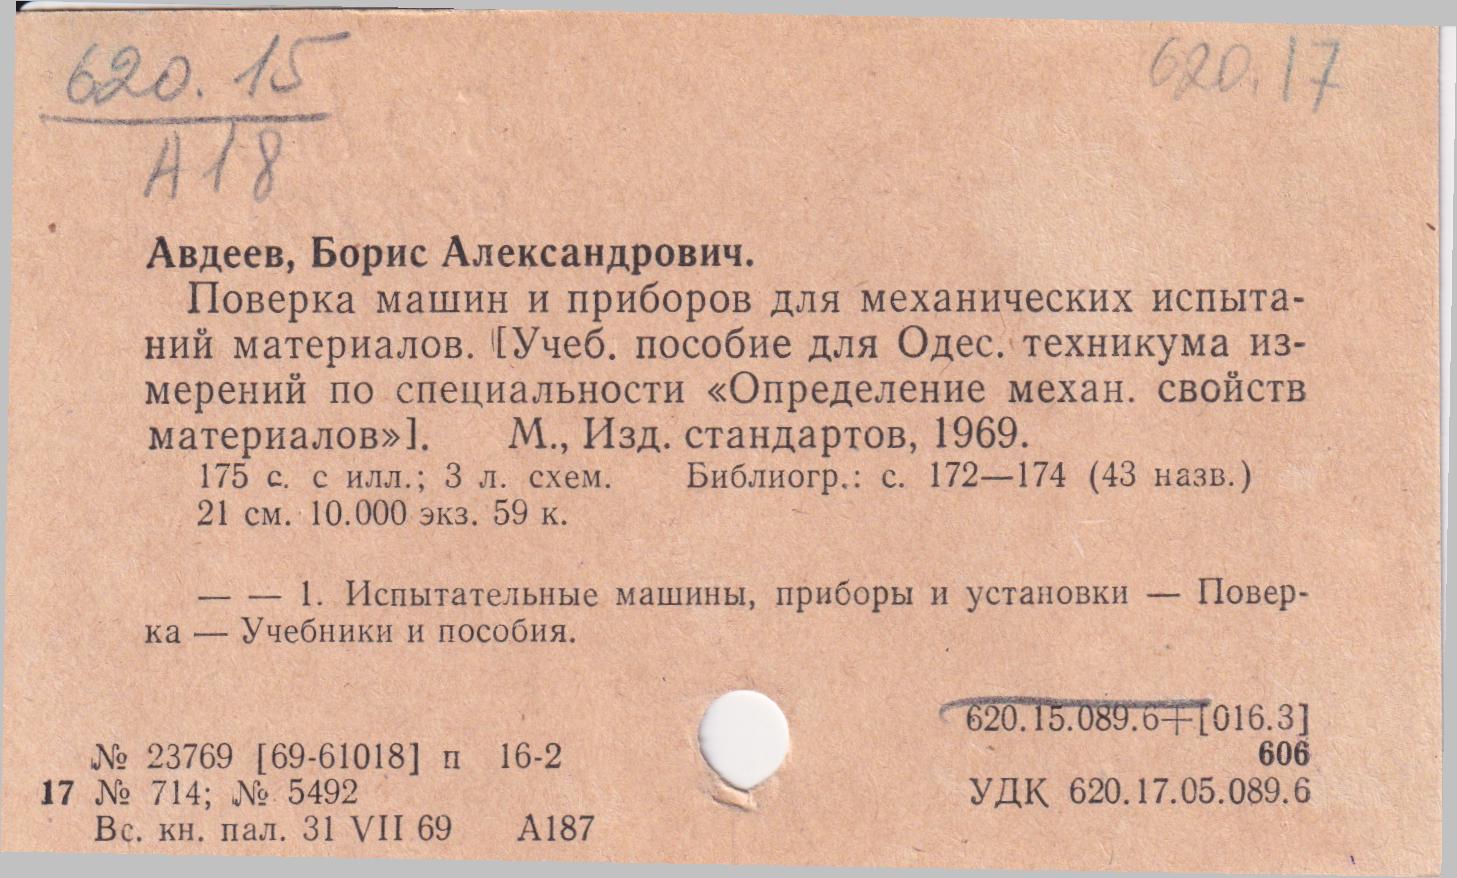 620.15
620.17
А18
Авдеев, Борис Александрович.
Поверка машин и приборов для механических испыта-
ний материалов. [Учеб. пособие для Одес. техникума из-
мерений по специальности «Определение механ. свойств
материалов»]. М., Изд. стандартов, 1969.
175 с. с илл.; 3 л. схем. Библиогр.: с. 172—174 (43 назв.)
21 см. 10.000 экз. 59 к.
— — 1. Испытательные машины, приборы и установки — Повер-
ка — Учебники и пособия.
620.15.089.6+[016.3]
№ 23769 [69-61018] п 16-2
606
17 № 714; № 5492
УДК 620.17.05.089.6
Вс. кн. пал. 31 VII 69 А187